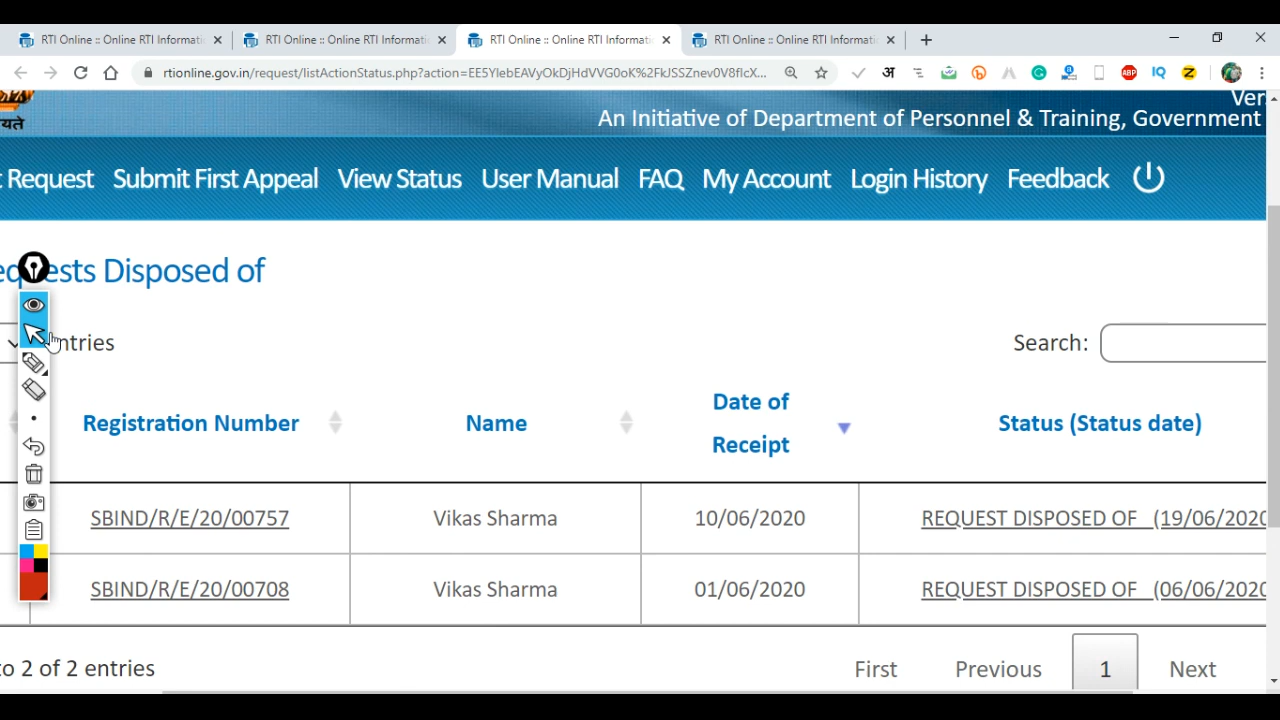 RTI Online :: Online RTI Informati
RTI Online :: Online RTI Informati
RTI Online :: Online RTI Informati
RTI Online :: Online RTI Informati
rtionline.gov.in/request/listActionStatus.php?action=EE5YlebEAVyOkDjHdVVG0oK%2FkJSSZnev0V8flcX...
अ
ABP
IQ
Z
यते
Ver
An Initiative of Department of Personnel & Training, Government
t Request Submit First Appeal View Status User Manual FAQ My Account Login History Feedback
ests Disposed of
ntries
Search:
Registration Number
Name
Date of
Receipt
Status (Status date)
SBIND/R/E/20/00757 Vikas Sharma 10/06/2020 REQUEST DISPOSED OF (19/06/2020
SBIND/R/E/20/00708 Vikas Sharma 01/06/2020 REQUEST DISPOSED OF (06/06/2020
to 2 of 2 entries
First Previous 1 Next